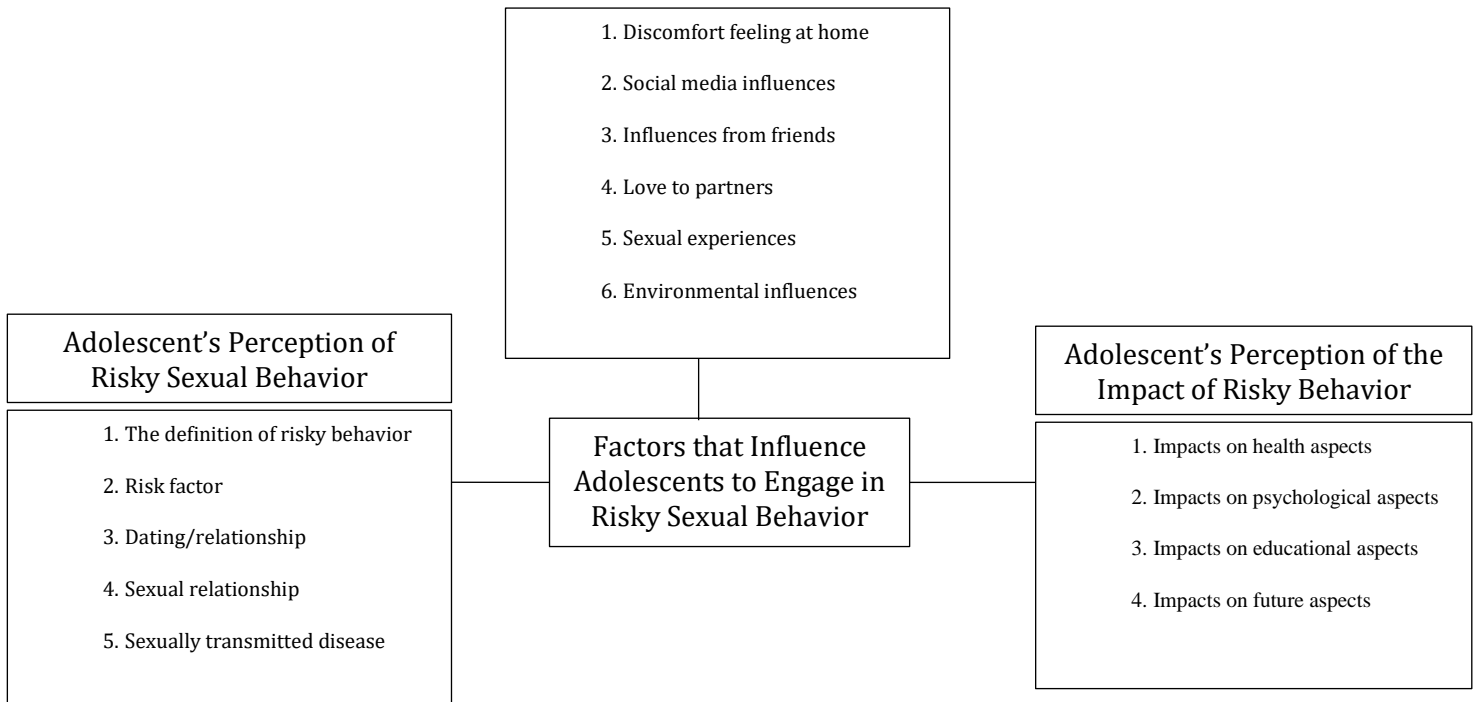 1. Discomfort feeling at home
2. Social media influences
3. Influences from friends
4. Love to partners
5. Sexual experiences
6. Environmental influences
Adolescent’s Perception of
Risky Sexual Behavior
1. The definition of risky behavior
2. Risk factor
3. Dating/relationship
4. Sexual relationship
5. Sexually transmitted disease
Factors that Influence
Adolescents to Engage in
Risky Sexual Behavior
Adolescent’s Perception of the
Impact of Risky Behavior
1. Impacts on health aspects
2. Impacts on psychological aspects
3. Impacts on educational aspects
4. Impacts on future aspects